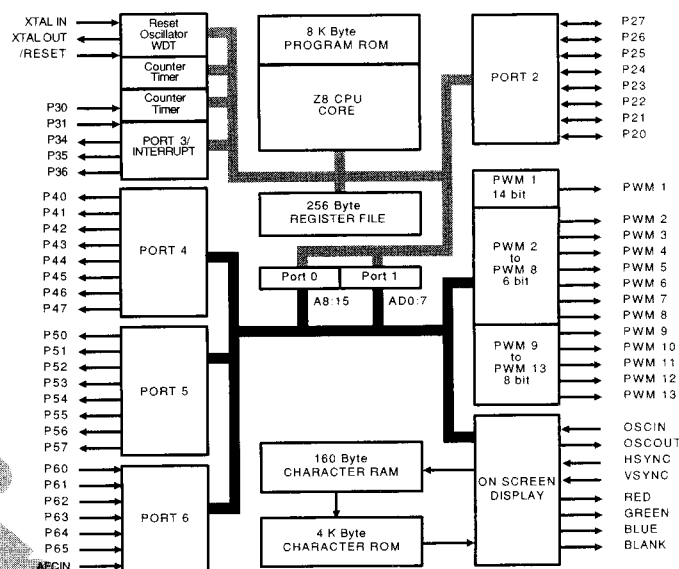 XTAL IN
XTAL OUT
/RESET
P30
P31
P34
P35
P36
P40
P41
P42
P43
P44
P45
P46
P47
P50
P51
P52
P53
P54
P55
P56
P57
P60
P61
P62
P63
P64
P65
AFCIN
Reset
Oscillator
WDT
Counter
Timer
Counter
Timer
PORT 3/
INTERRUPT
PORT 4
PORT 5
PORT 6
8 K Byte
PROGRAM ROM
Z8 CPU
CORE
256 Byte
REGISTER FILE
Port 0
Port 1
A8:15
AD0:7
160 Byte
CHARACTER RAM
4 K Byte
CHARACTER ROM
PORT 2
PWM 1
14 bit
PWM 2
to
PWM 8
6 bit
PWM 9
to
PWM 13
8 bit
ON SCREEN
DISPLAY
P27
P26
P25
P24
P23
P22
P21
P20
PWM 1
PWM 2
PWM 3
PWM 4
PWM 5
PWM 6
PWM 7
PWM 8
PWM 9
PWM 10
PWM 11
PWM 12
PWM 13
OSCIN
OSCOUT
HSYNC
VSYNC
RED
GREEN
BLUE
BLANK